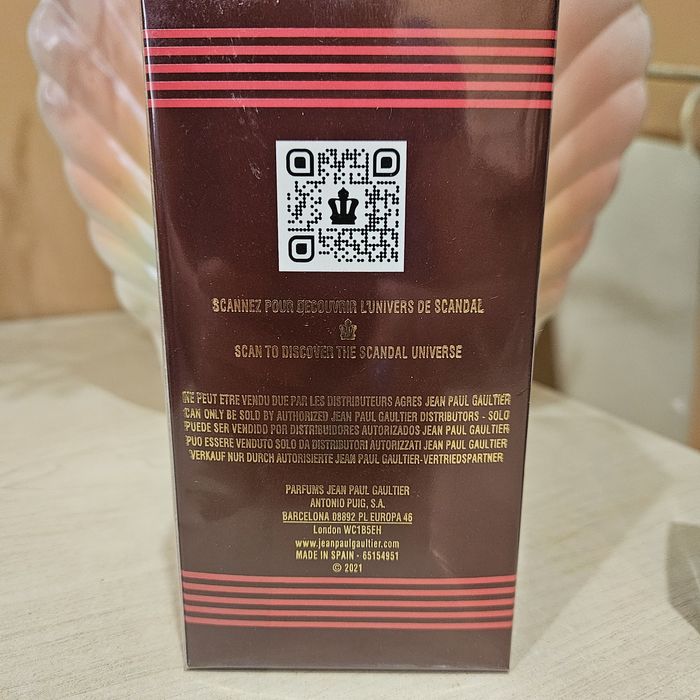 SCANNEZ POUR DECOUVRIR L'UNIVERS DE SCANDAL
SCAN TO DISCOVER THE SCANDAL UNIVERSE
NE PEUT ETRE VENDU DUE PAR LES DISTRIBUTEURS AGRES JEAN PAUL GAULTIER
CAN ONLY BE SOLD BY AUTHORIZED JEAN PAUL GAULTIER DISTRIBUTORS - SOLO
PUEDE SER VENDIDO POR DISTRIBUIDORES AUTORIZADOS JEAN PAUL GAULTIER
PUO ESSERE VENDUTO SOLO DA DISTRIBUTORI AUTORIZZATI JEAN PAUL GAULTIER
VERKAUF NUR DURCH AUTORISIERTE JEAN PAUL GAULTIER-VERTRIEDSPARTNER
PARFUMS JEAN PAUL GAULTIER
ANTONIO PUIG, S.A.
BARCELONA 08892 PL EUROPA 46
London WC1B5EH
www.jeanpaulgaultier.com
MADE IN SPAIN - 65154951
© 2021